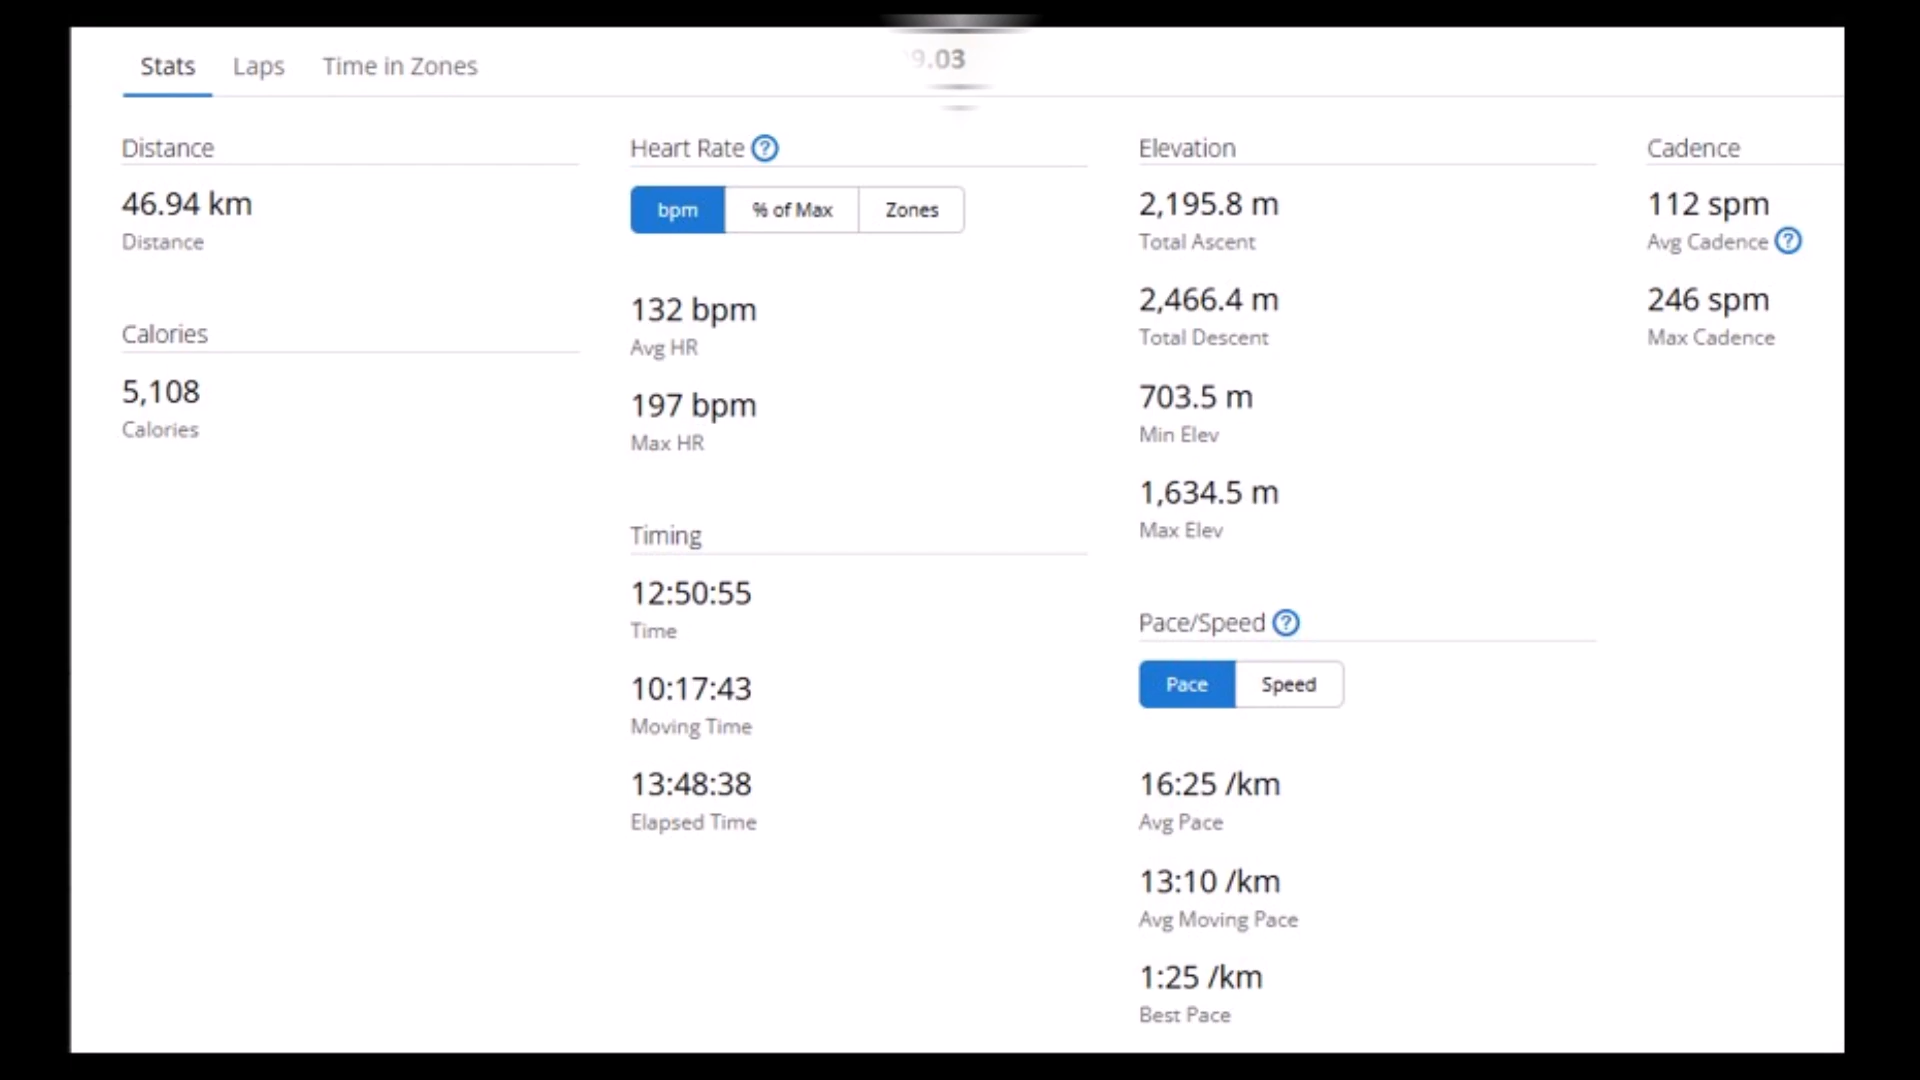 Stats Laps Time in Zones
9.03
Distance
46.94 km
Distance
Calories
5,108
Calories
Heart Rate ?
bpm % of Max Zones
132 bpm
Avg HR
197 bpm
Max HR
Timing
12:50:55
Time
10:17:43
Moving Time
13:48:38
Elapsed Time
Elevation
2,195.8 m
Total Ascent
2,466.4 m
Total Descent
703.5 m
Min Elev
1,634.5 m
Max Elev
Pace/Speed ?
Pace Speed
16:25 /km
Avg Pace
13:10 /km
Avg Moving Pace
1:25 /km
Best Pace
Cadence
112 spm
Avg Cadence ?
246 spm
Max Cadence